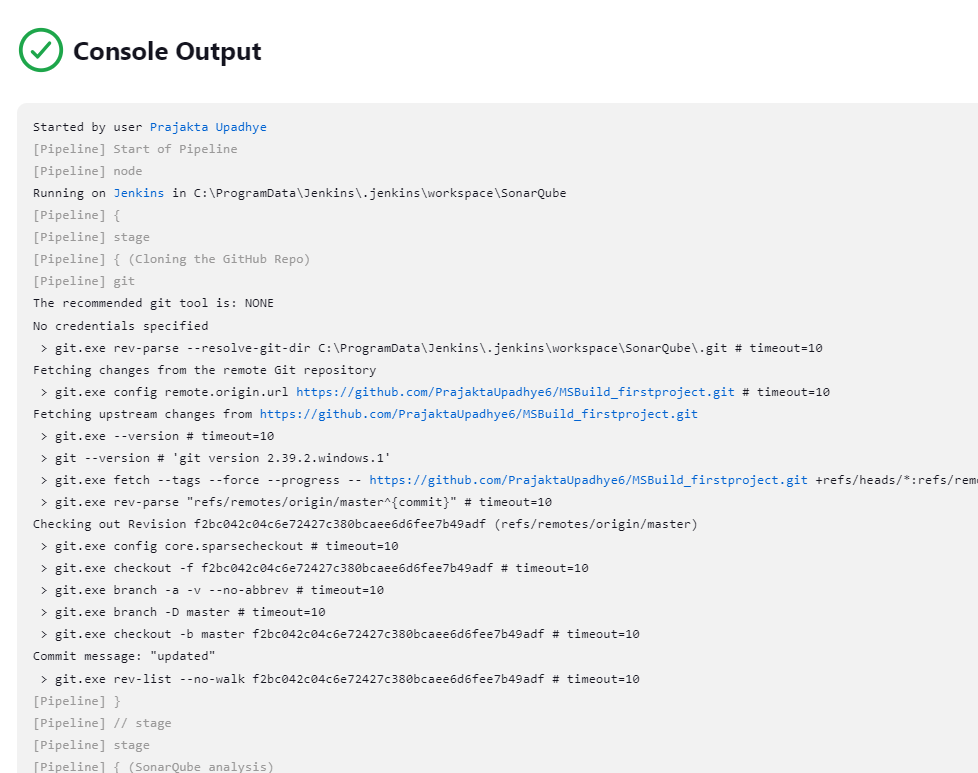 Console Output
Started by user Prajakta Upadhye
[Pipeline] Start of Pipeline
[Pipeline] node
Running on Jenkins in C:\ProgramData\Jenkins\.jenkins\workspace\SonarQube
[Pipeline] {
[Pipeline] stage
[Pipeline] { (Cloning the GitHub Repo)
[Pipeline] git
The recommended git tool is: NONE
No credentials specified
> git.exe rev-parse --resolve-git-dir C:\ProgramData\Jenkins\.jenkins\workspace\SonarQube\.git # timeout=10
Fetching changes from the remote Git repository
> git.exe config remote.origin.url https://github.com/PrajaktaUpadhye6/MSBuild_firstproject.git # timeout=10
Fetching upstream changes from https://github.com/PrajaktaUpadhye6/MSBuild_firstproject.git
> git.exe --version # timeout=10
> git --version # 'git version 2.39.2.windows.1'
> git.exe fetch --tags --force --progress -- https://github.com/PrajaktaUpadhye6/MSBuild_firstproject.git +refs/heads/*:refs/rem
> git.exe rev-parse "refs/remotes/origin/master^{commit}" # timeout=10
Checking out Revision f2bc042c04c6e72427c380bcaee6d6fee7b49adf (refs/remotes/origin/master)
> git.exe config core.sparsecheckout # timeout=10
> git.exe checkout -f f2bc042c04c6e72427c380bcaee6d6fee7b49adf # timeout=10
> git.exe branch -a -v --no-abbrev # timeout=10
> git.exe branch -D master # timeout=10
> git.exe checkout -b master f2bc042c04c6e72427c380bcaee6d6fee7b49adf # timeout=10
Commit message: "updated"
> git.exe rev-list --no-walk f2bc042c04c6e72427c380bcaee6d6fee7b49adf # timeout=10
[Pipeline] }
[Pipeline] // stage
[Pipeline] stage
[Pipeline] { (SonarQube analysis)